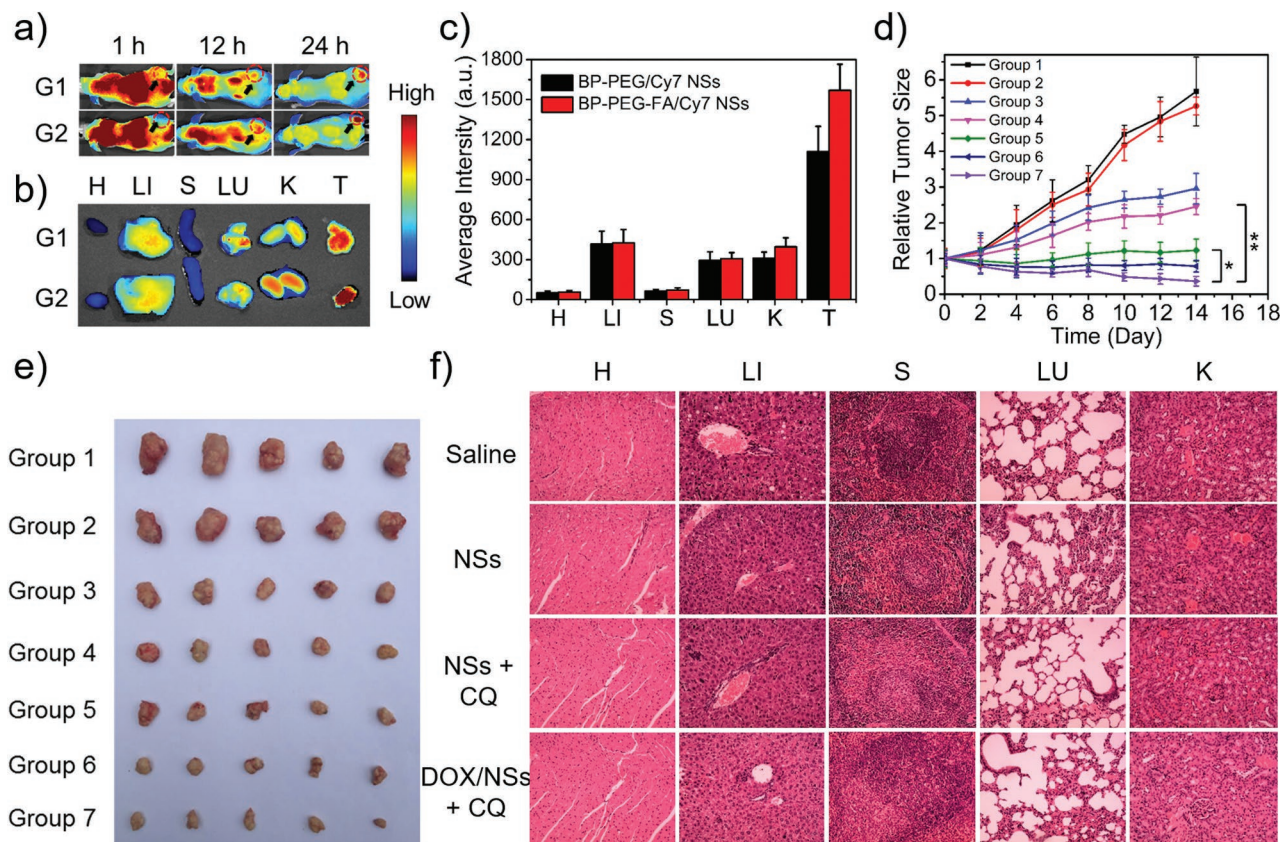 a)
1 h 12 h 24 h
G1
G2
High
Low
b)
H LI S LU K T
G1
G2
c)
Average Intensity (a.u.)
1800
1500
1200
900
600
300
0
BP-PEG/Cy7 NSs
BP-PEG-FA/Cy7 NSs
H LI S LU K T
d)
Relative Tumor Size
6
5
4
3
2
1
0
Group 1
Group 2
Group 3
Group 4
Group 5
Group 6
Group 7
*
**
0 2 4 6 8 10 12 14 16 18
Time (Day)
e)
Group 1
Group 2
Group 3
Group 4
Group 5
Group 6
Group 7
f)
H LI S LU K
Saline
NSs
NSs +
CQ
DOX/NSs
+ CQ